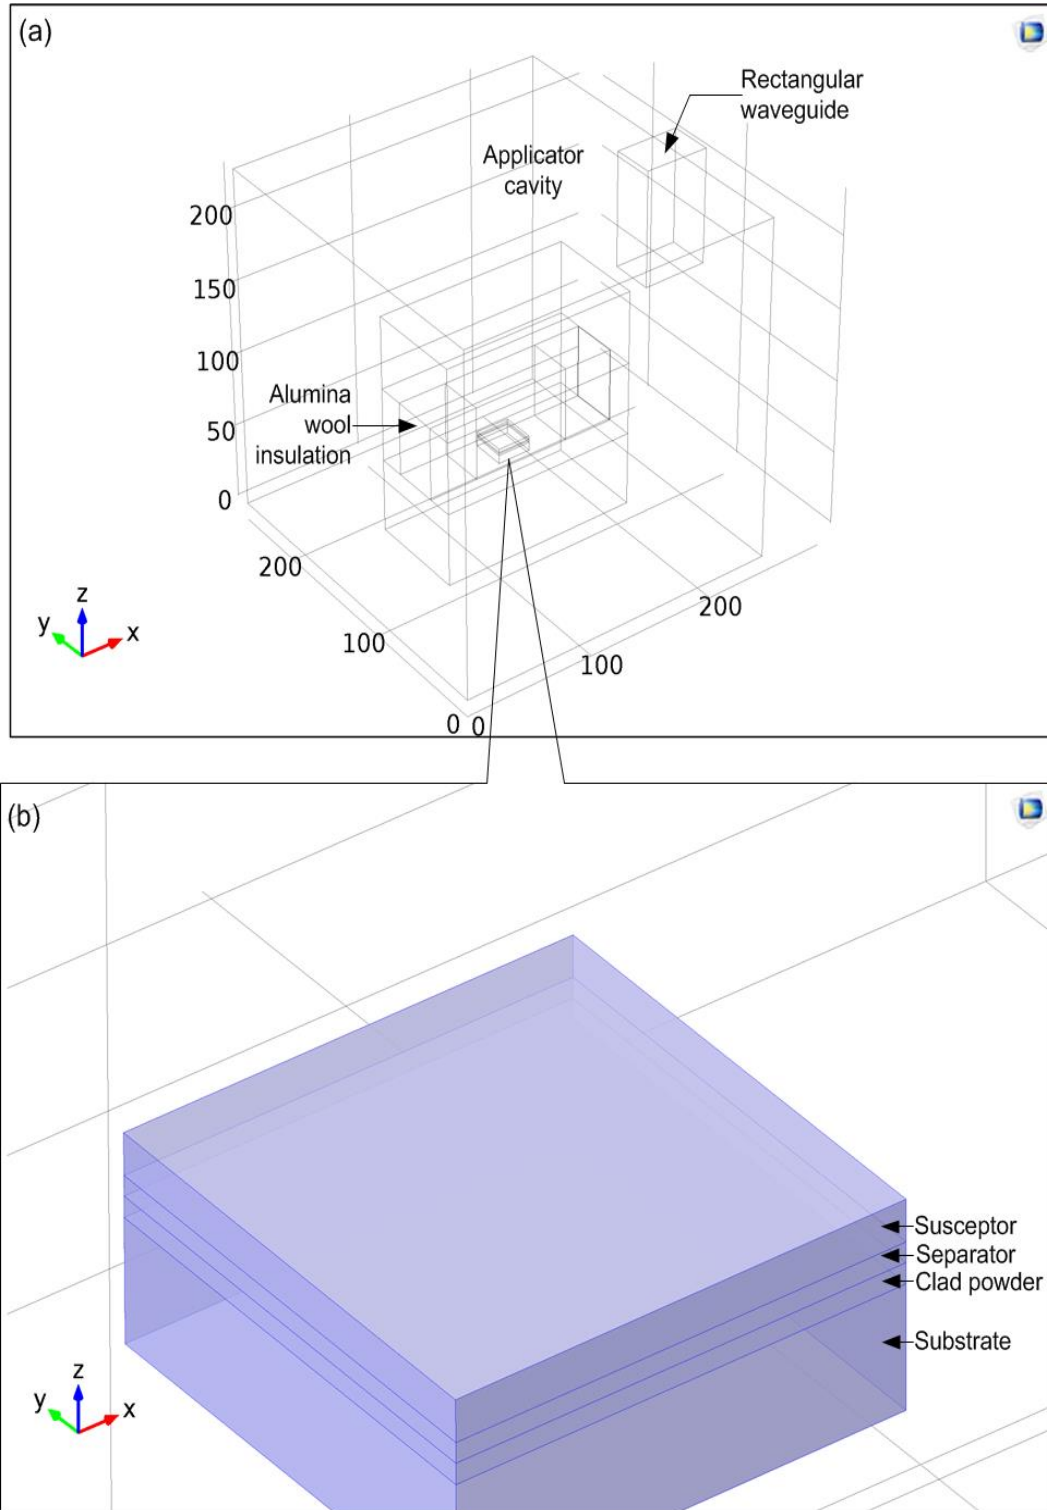 (a)
Rectangular
waveguide
Applicator
cavity
200
150
100
50
0
Alumina
wool
insulation
200
100
0
0
100
200
z
y
x
(b)
Susceptor
Separator
Clad powder
Substrate
z
y
x